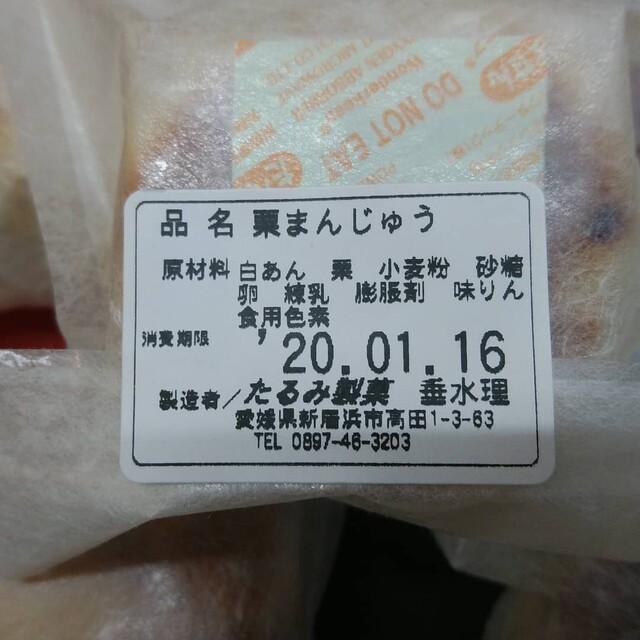 DO NOT EAT
品名 栗まんじゅう
原材料 白あん 栗 小麦粉 砂糖
卵 練乳 膨脹剤 味りん
食用色素
消費期限 '20.01.16
製造者/たるみ製菓 垂水理
愛媛県新居浜市高田1-3-63
TEL 0897-46-3203